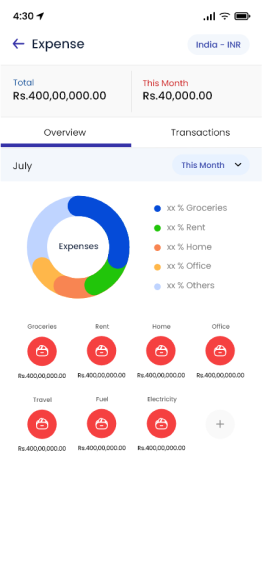 4:30
Expense
India - INR
Total
This Month
Rs.400,00,000.00
Rs.40,000.00
Overview
Transactions
July
This Month
Expenses
xx % Groceries
xx % Rent
xx % Home
xx % Office
xx % Others
Groceries
Rent
Home
Office
Rs.400,00,000.00
Rs.400,00,000.00
Rs.400,00,000.00
Rs.400,00,000.00
Travel
Fuel
Electricity
+
Rs.400,00,000.00
Rs.400,00,000.00
Rs.400,00,000.00